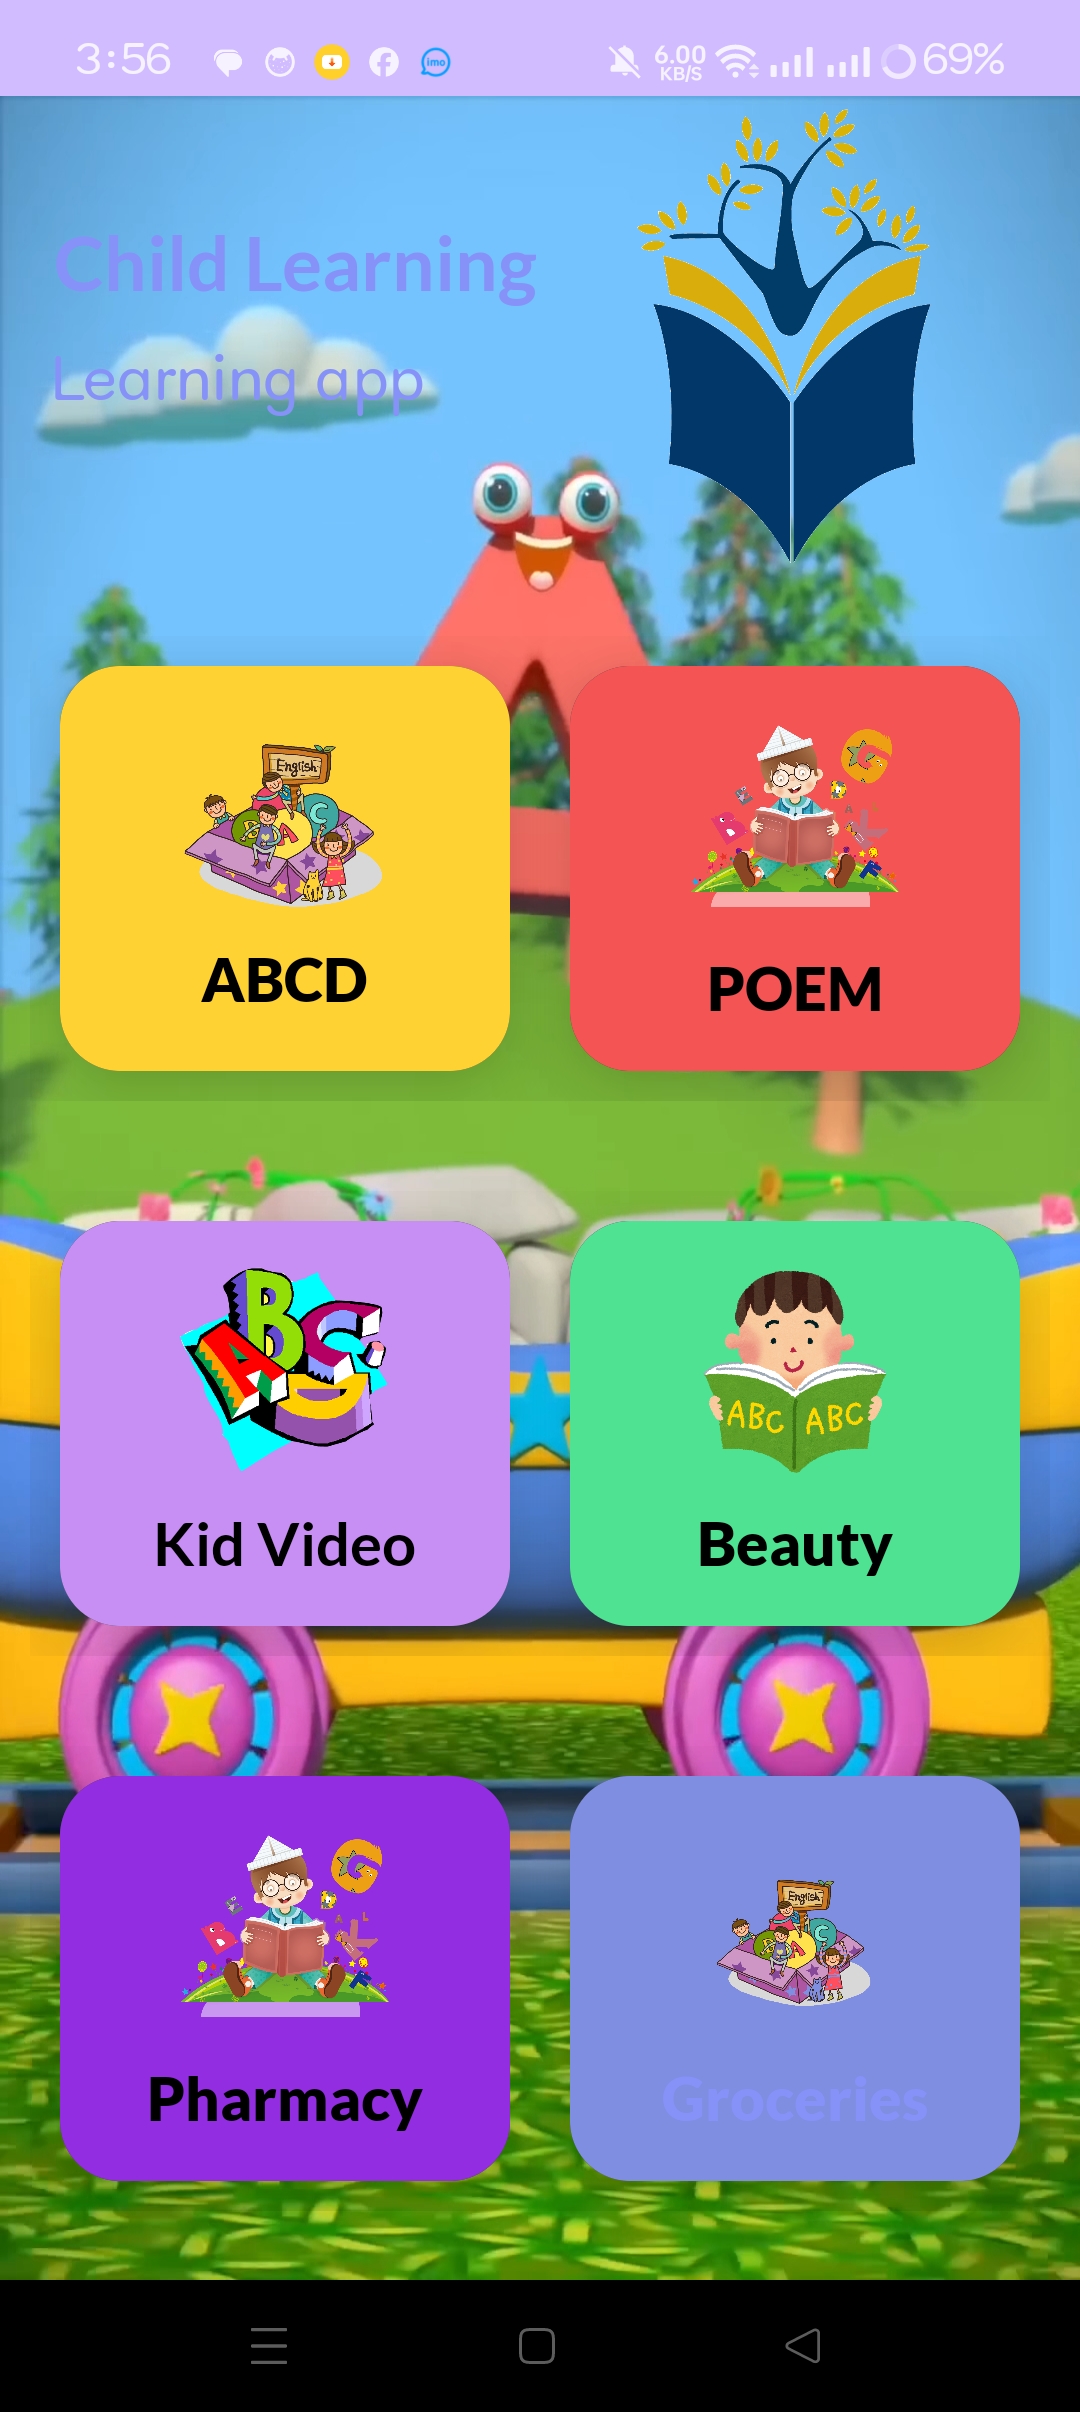 3:56 imo 6.00 KB/S 69%
Child Learning
Learning app
English
A C
ABCD
G
B A L
F
POEM
A B C D
Kid Video
ABC ABC
Beauty
G
B A L
F
Pharmacy
English
A C
Groceries